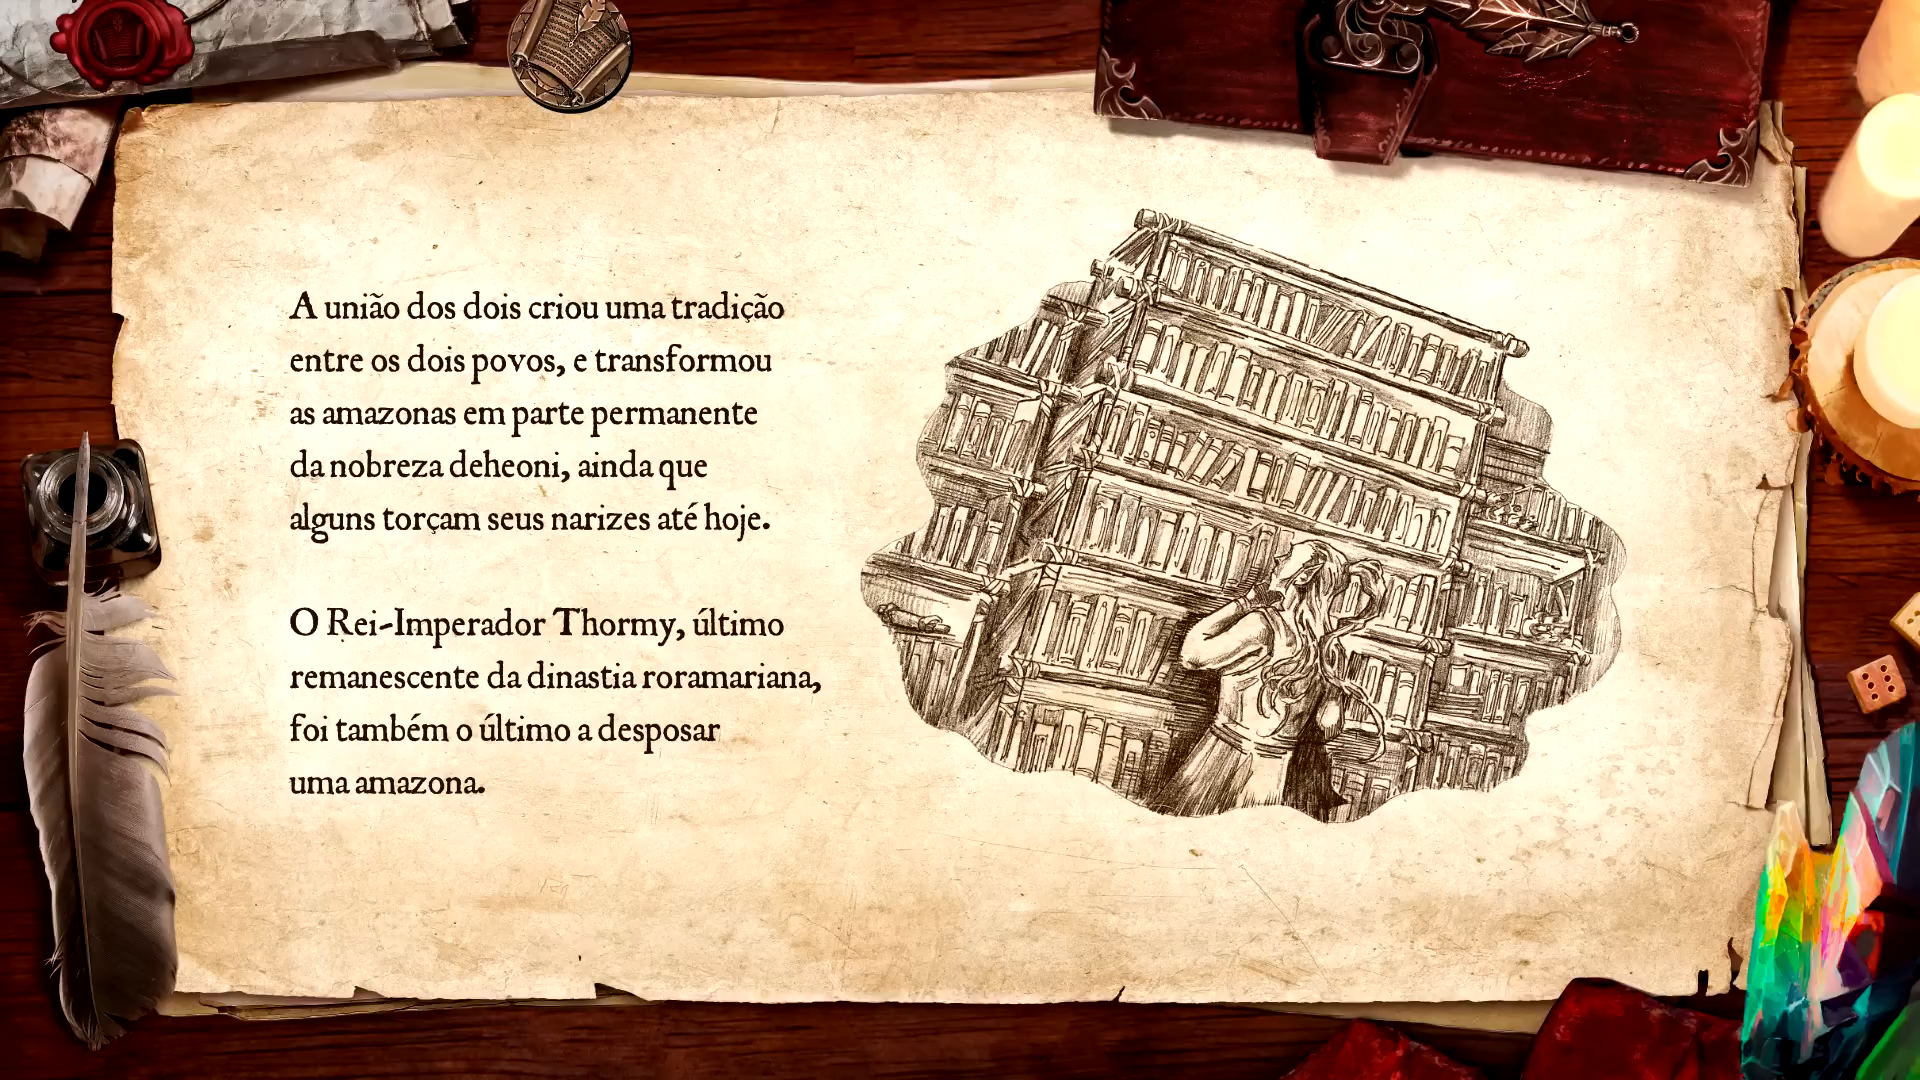 A união dos dois criou uma tradição
entre os dois povos, e transformou
as amazonas em parte permanente
da nobreza deheoni, ainda que
alguns torçam seus narizes até hoje.
O Rei-Imperador Thormy, último
remanescente da dinastia roramariana,
foi também o último a desposar
uma amazona.